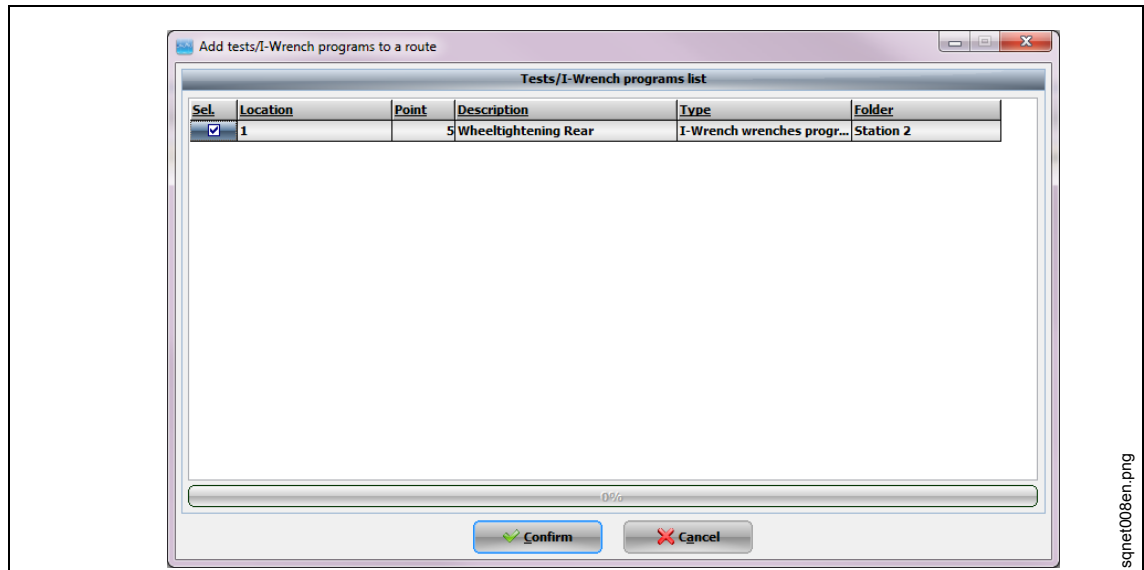 Add tests/I-Wrench programs to a route
Tests/I-Wrench programs list
Sel. Location Point Description Type Folder
1 5 Wheeltightening Rear I-Wrench wrenches progr... Station 2
0%
Confirm Cancel
sqnet008en.png